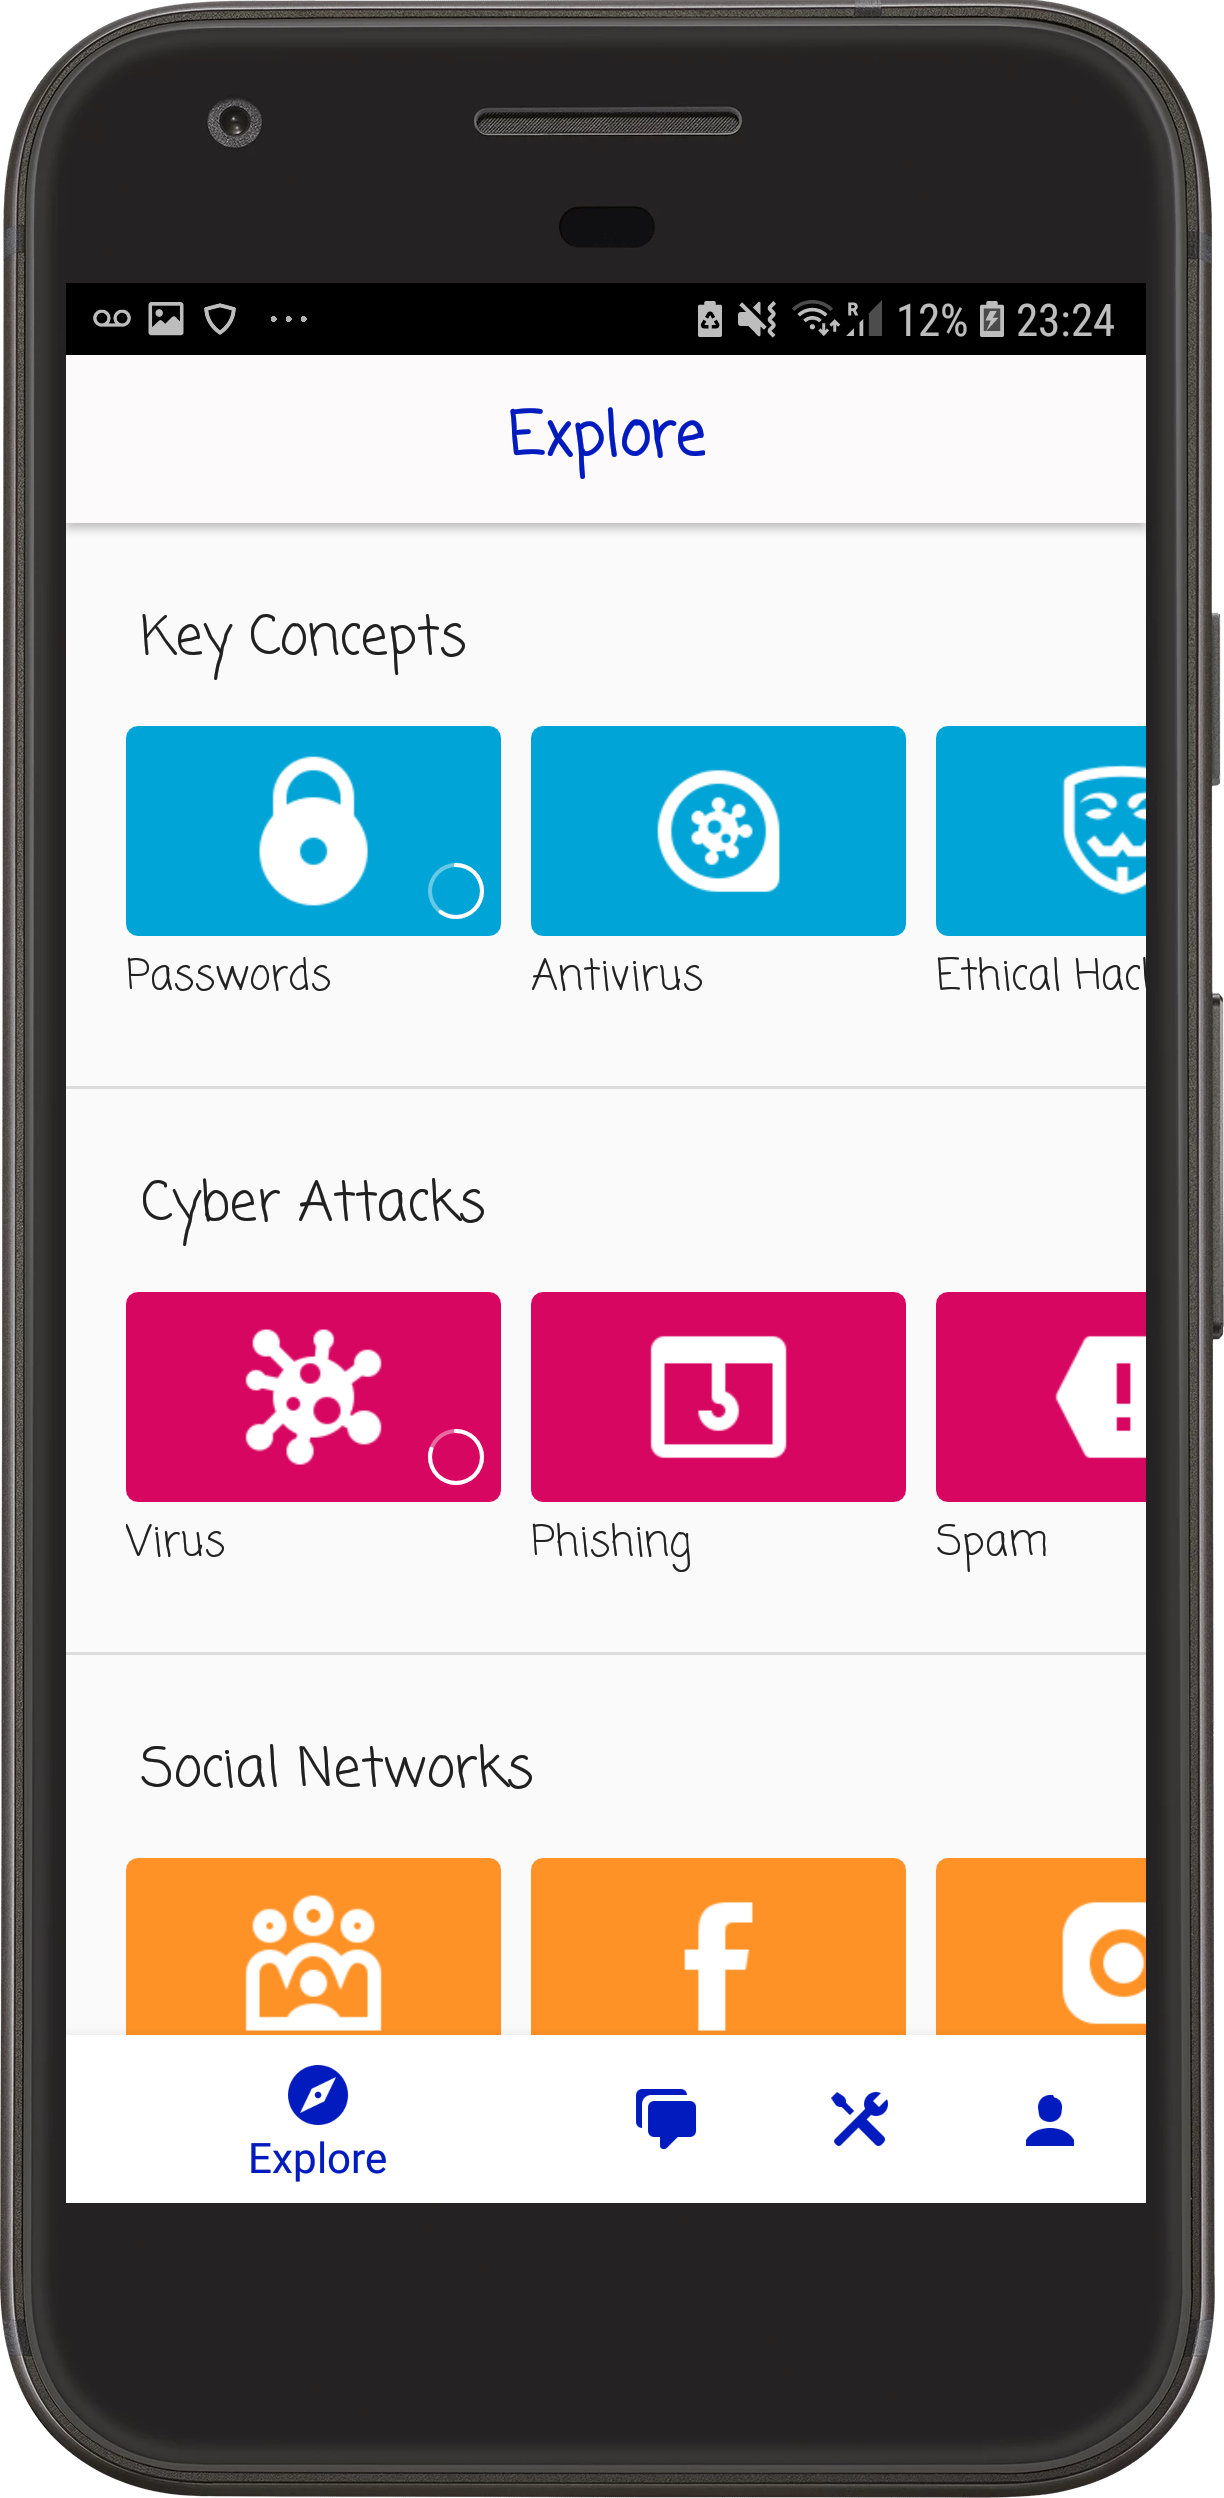 R 12% 23:24
Explore
Key Concepts
Passwords Antivirus Ethical Hac
Cyber Attacks
Virus Phishing Spam
Social Networks
Explore